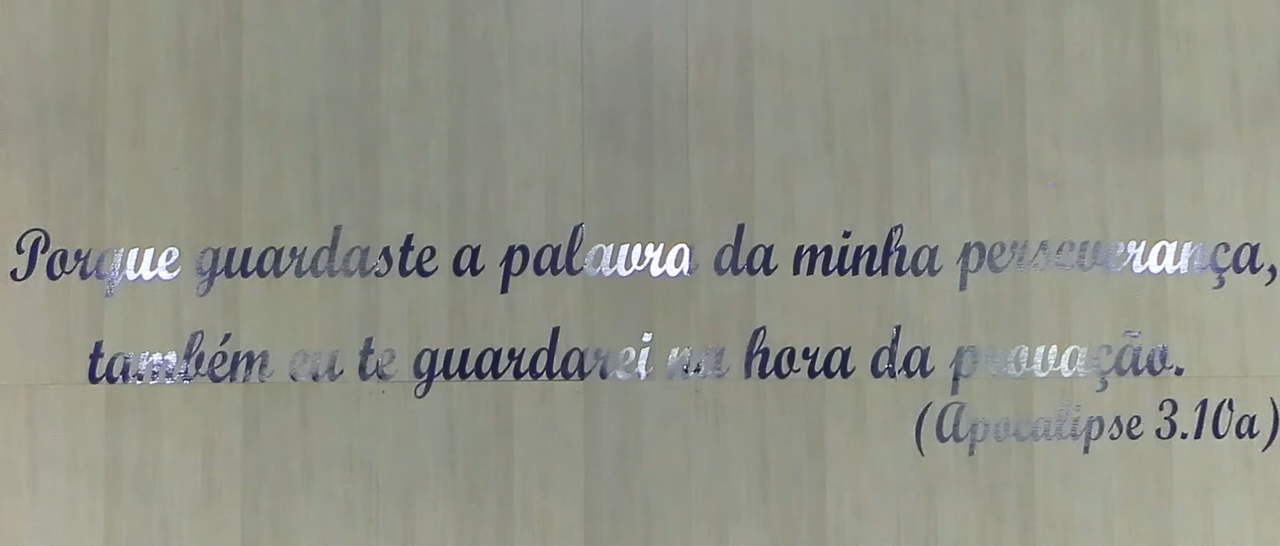 Porque guardaste a palavra da minha perseverança,
também eu te guardarei na hora da provação.
(Apocalipse 3.10a)